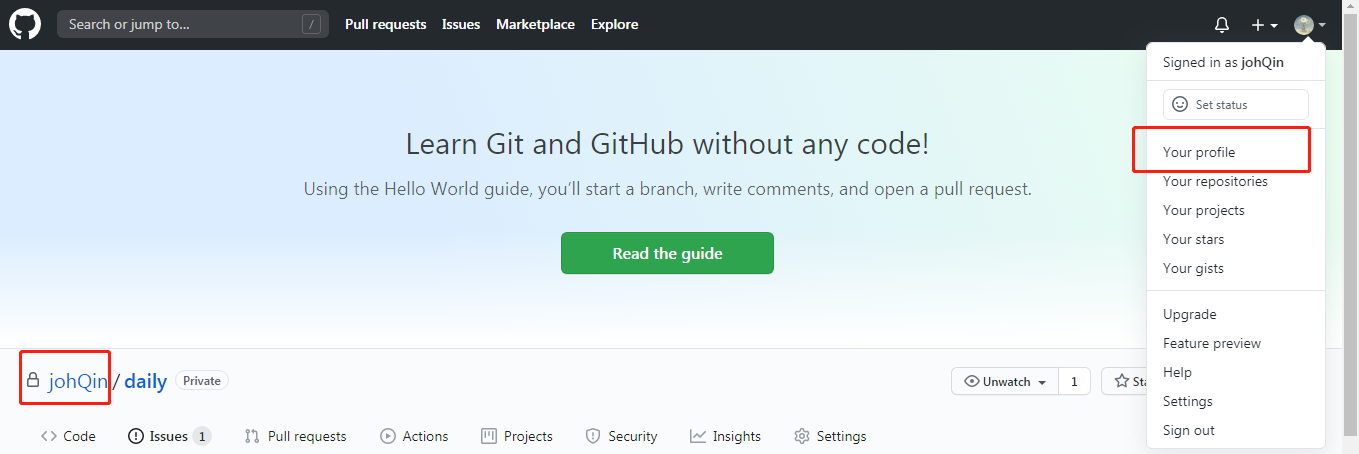 Search or jump to... /
Pull requests Issues Marketplace Explore
Signed in as johQin
Set status
Your profile
Your repositories
Your projects
Your stars
Your gists
Upgrade
Feature preview
Help
Settings
Sign out
Learn Git and GitHub without any code!
Using the Hello World guide, you’ll start a branch, write comments, and open a pull request.
Read the guide
johQin / daily Private
Unwatch 1 Sta
Code Issues 1 Pull requests Actions Projects Security Insights Settings